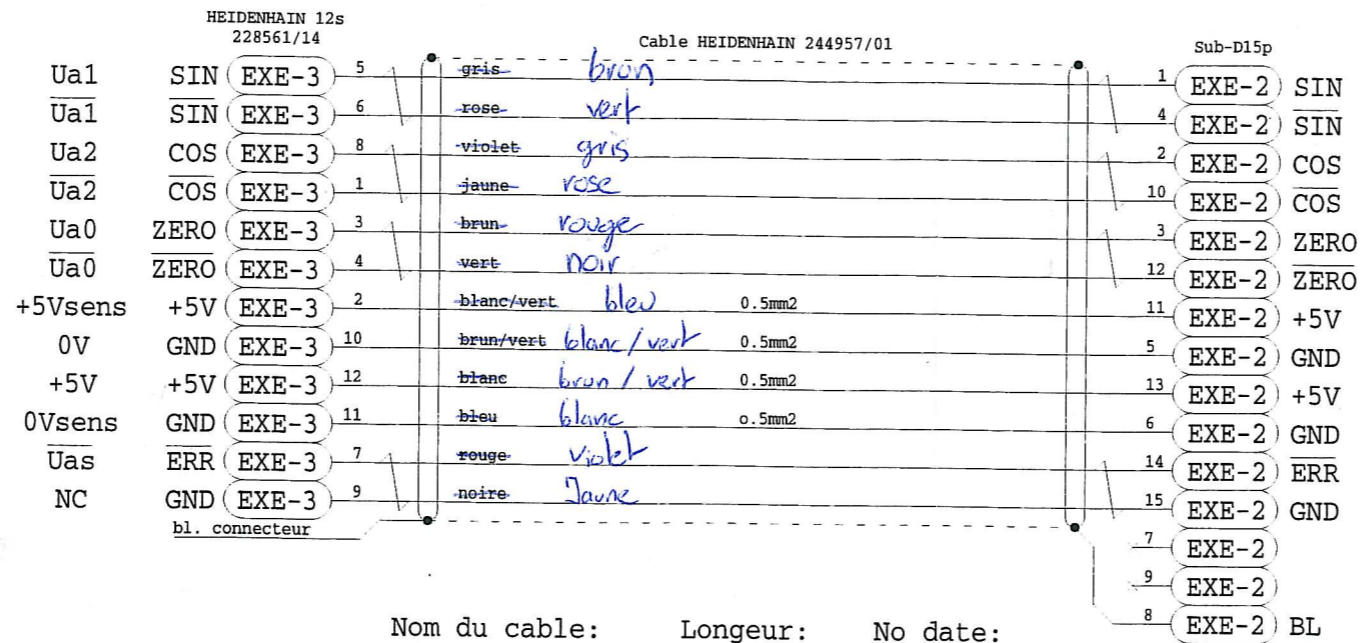 HEIDENHAIN 12s
228561/14
Cable HEIDENHAIN 244957/01
Sub-D15p
Ua1 SIN EXE-3 5 gris bron 1 EXE-2 SIN
Ua1 SIN EXE-3 6 rose vert 4 EXE-2 SIN
Ua2 COS EXE-3 8 violet gris 2 EXE-2 COS
Ua2 COS EXE-3 1 jaune rose 10 EXE-2 COS
Ua0 ZERO EXE-3 3 brun rouge 3 EXE-2 ZERO
Ua0 ZERO EXE-3 4 vert noir 12 EXE-2 ZERO
+5Vsens +5V EXE-3 2 blanc/vert bleu 0.5mm2 11 EXE-2 +5V
0V GND EXE-3 10 brun/vert blanc/vert 0.5mm2 5 EXE-2 GND
+5V +5V EXE-3 12 blanc brun / vert 0.5mm2 13 EXE-2 +5V
0Vsens GND EXE-3 11 bleu blanc o.5mm2 6 EXE-2 GND
Uas ERR EXE-3 7 rouge violet 14 EXE-2 ERR
NC GND EXE-3 9 noire Jaune 15 EXE-2 GND
bl. connecteur
7 EXE-2
9 EXE-2
8 EXE-2 BL
Nom du cable: Longeur: No date: